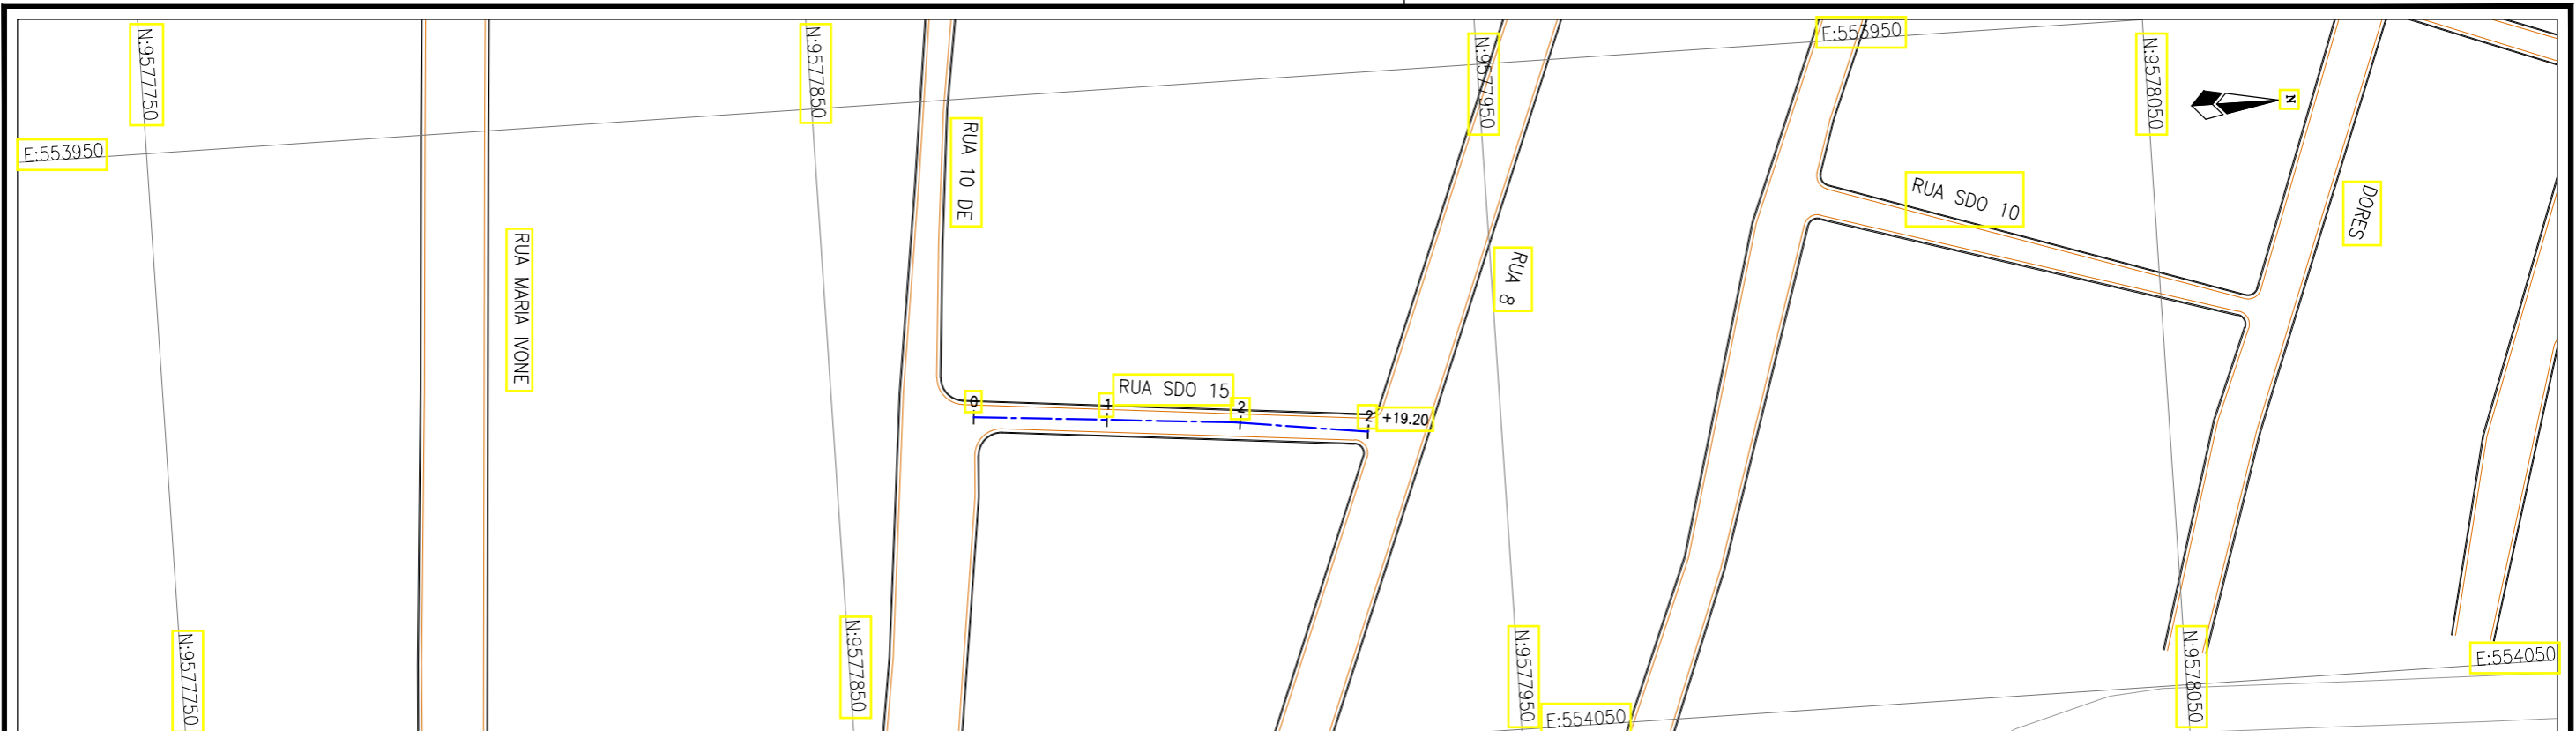 N:9577750
N:9577850
N:9577950
E:553950
N:9578050
N
E:553950
RUA 10 DE
RUA SDO 10
DORES
RUA MARIA IVONE
RUA 8
RUA SDO 15
0
1
2
2 +19.20
N:9577750
N:9577850
N:9577950
E:554050
N:9578050
E:554050